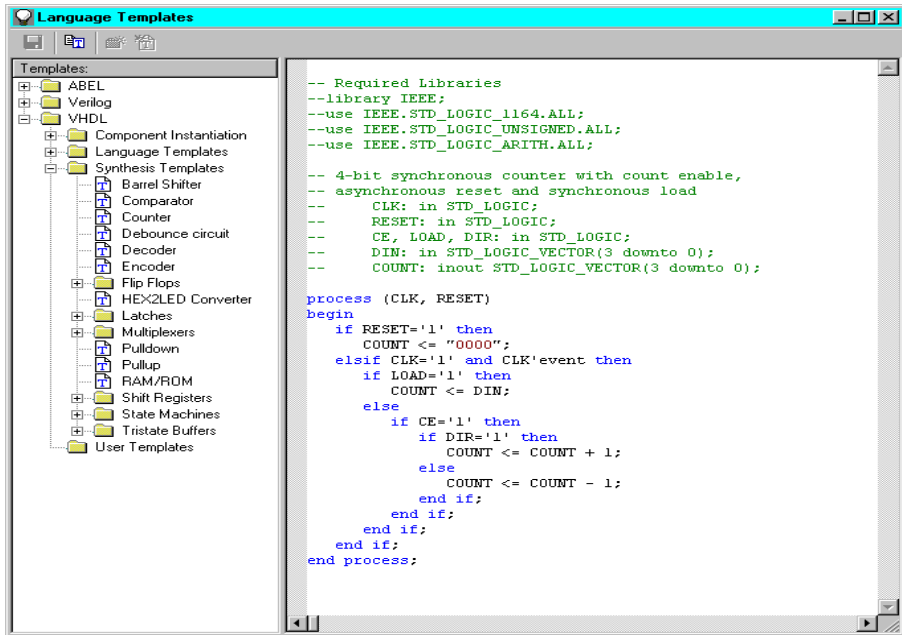 Language Templates
Templates:
ABEL
Verilog
VHDL
Component Instantiation
Language Templates
Synthesis Templates
Barrel Shifter
Comparator
Counter
Debounce circuit
Decoder
Encoder
Flip Flops
HEX2LED Converter
Latches
Multiplexers
Pulldown
Pullup
RAM/ROM
Shift Registers
State Machines
Tristate Buffers
User Templates
-- Required Libraries
--library IEEE;
--use IEEE.STD_LOGIC_1164.ALL;
--use IEEE.STD_LOGIC_UNSIGNED.ALL;
--use IEEE.STD_LOGIC_ARITH.ALL;
-- 4-bit synchronous counter with count enable,
-- asynchronous reset and synchronous load
-- CLK: in STD_LOGIC;
-- RESET: in STD_LOGIC;
-- CE, LOAD, DIR: in STD_LOGIC;
-- DIN: in STD_LOGIC_VECTOR(3 downto 0);
-- COUNT: inout STD_LOGIC_VECTOR(3 downto 0);
process (CLK, RESET)
begin
if RESET='1' then
COUNT <= "0000";
elsif CLK='1' and CLK'event then
if LOAD='1' then
COUNT <= DIN;
else
if CE='1' then
if DIR='1' then
COUNT <= COUNT + 1;
else
COUNT <= COUNT - 1;
end if;
end if;
end if;
end if;
end process;